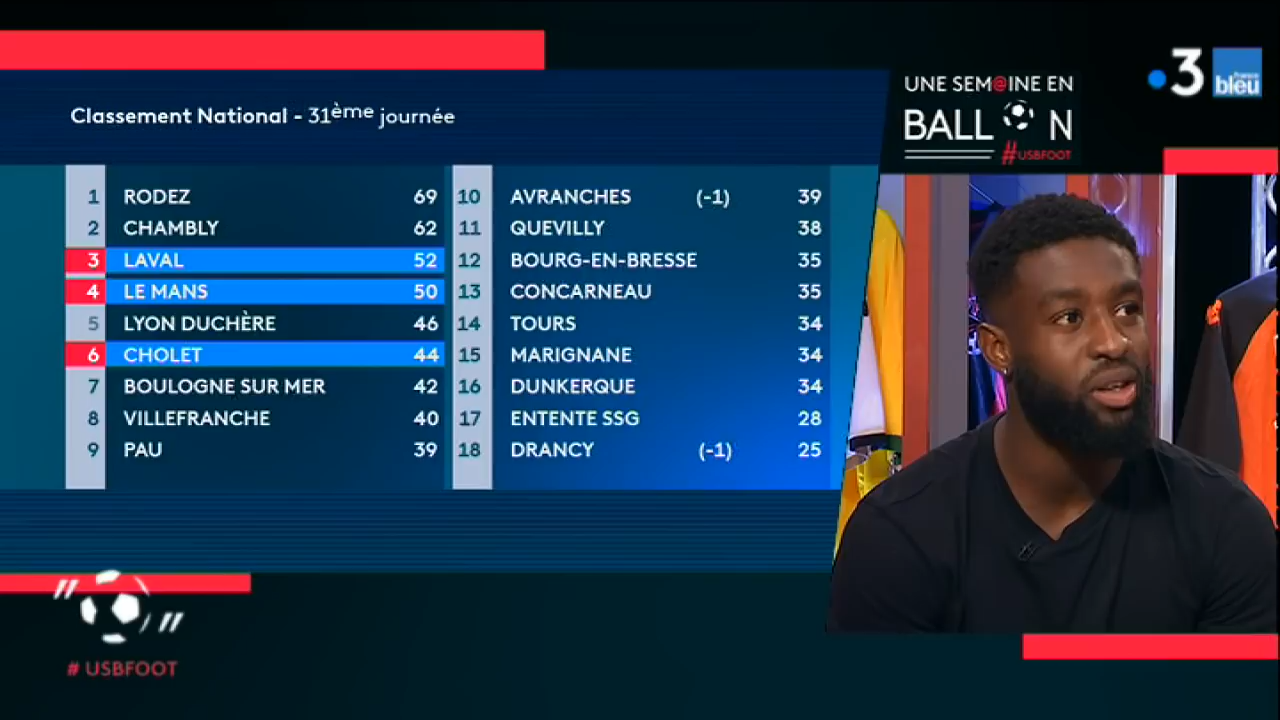 Classement National - 31ème journée
1 RODEZ 69
2 CHAMBLY 62
3 LAVAL 52
4 LE MANS 50
5 LYON DUCHÈRE 46
6 CHOLET 44
7 BOULOGNE SUR MER 42
8 VILLEFRANCHE 40
9 PAU 39
10 AVRANCHES (-1) 39
11 QUEVILLY 38
12 BOURG-EN-BRESSE 35
13 CONCARNEAU 35
14 TOURS 34
15 MARIGNANE 34
16 DUNKERQUE 34
17 ENTENTE SSG 28
18 DRANCY (-1) 25
UNE SEM@INE EN
BALL N
#USBFOOT
3
France
bleu
# USBFOOT